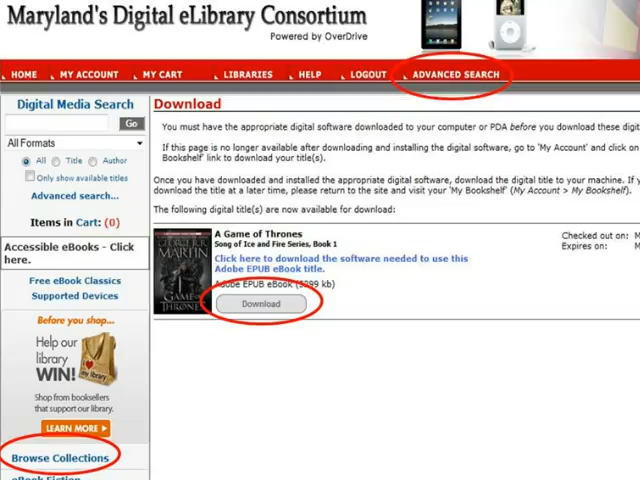 Maryland's Digital eLibrary Consortium
Powered by OverDrive
HOME MY ACCOUNT MY CART LIBRARIES HELP LOGOUT ADVANCED SEARCH
Digital Media Search
Go
All Formats
All Title Author
Only show available titles
Advanced search...
Items in Cart: (0)
Accessible eBooks - Click
here.
Free eBook Classics
Supported Devices
Before you shop...
Help our
library
WIN!
I ♥
my library
Shop from booksellers
that support our library.
LEARN MORE
Browse Collections
eBook Fiction
Download
You must have the appropriate digital software downloaded to your computer or PDA before you download these digit
If this page is no longer available after downloading and installing the digital software, go to 'My Account' and click on
Bookshelf' link to download your title(s).
Once you have downloaded and installed the appropriate digital software, download the digital title to your machine. If y
download the title at a later time, please return to the site and visit your 'My Bookshelf' (My Account > My Bookshelf).
The following digital title(s) are now available for download:
GEORGE R.R.
MARTIN
A GAME OF
THRONES
A Game of Thrones
Song of Ice and Fire Series, Book 1
Click here to download the software needed to use this
Adobe EPUB eBook title.
Adobe EPUB eBook (5299 kb)
Download
Checked out on: M
Expires on: M